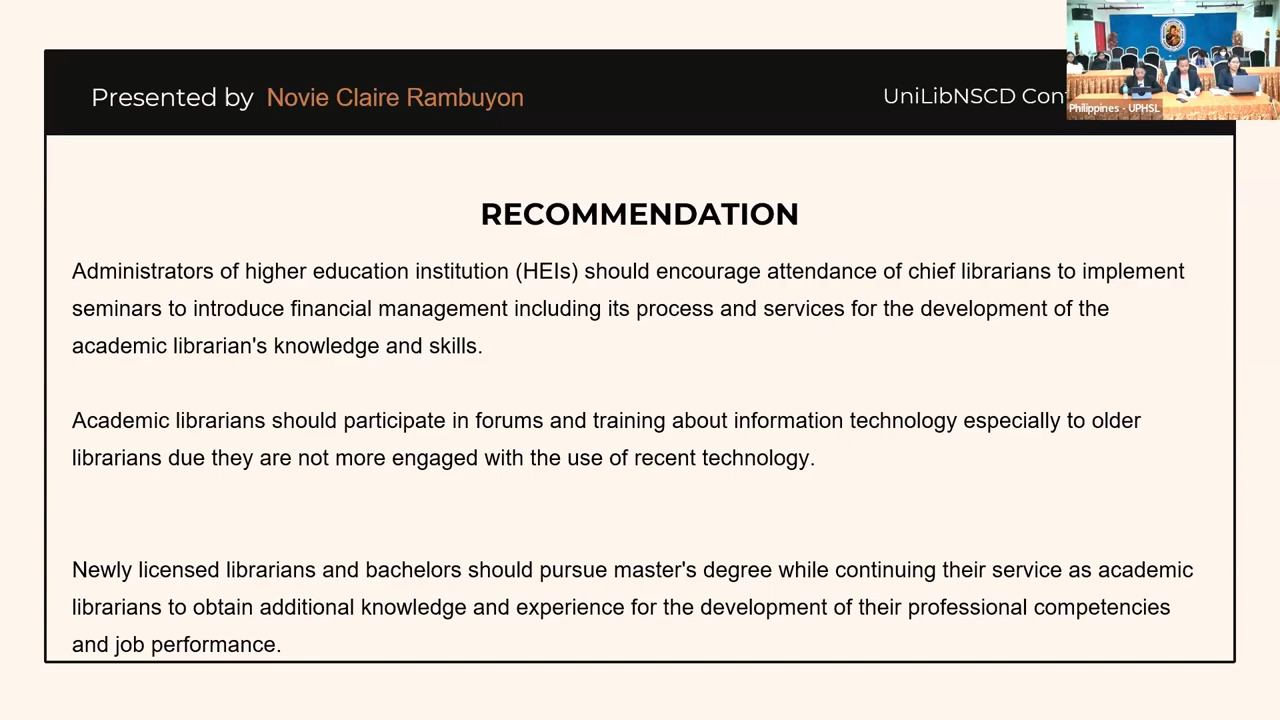 Presented by Novie Claire Rambuyon
UniLibNSCD
Philippines - UPHSL
RECOMMENDATION
Administrators of higher education institution (HEIs) should encourage attendance of chief librarians to implement
seminars to introduce financial management including its process and services for the development of the
academic librarian's knowledge and skills.
Academic librarians should participate in forums and training about information technology especially to older
librarians due they are not more engaged with the use of recent technology.
Newly licensed librarians and bachelors should pursue master's degree while continuing their service as academic
librarians to obtain additional knowledge and experience for the development of their professional competencies
and job performance.